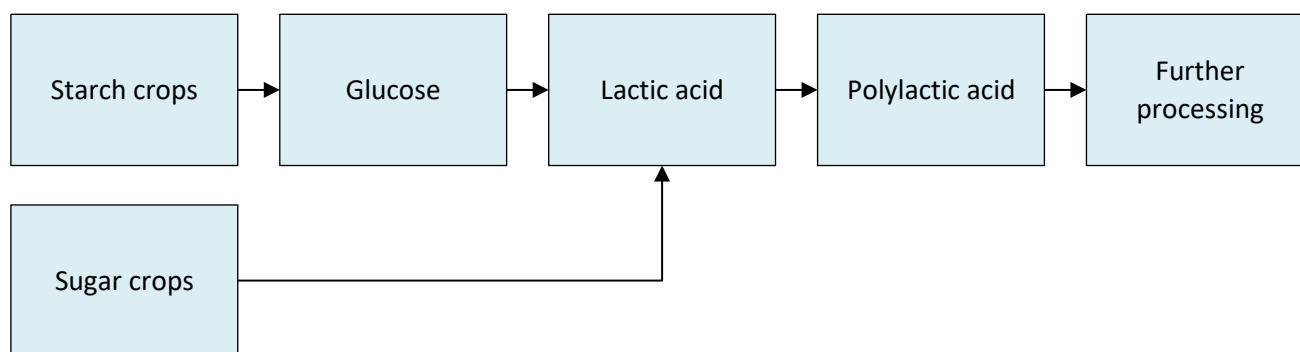 Starch crops
Glucose
Lactic acid
Polylactic acid
Further
processing
Sugar crops